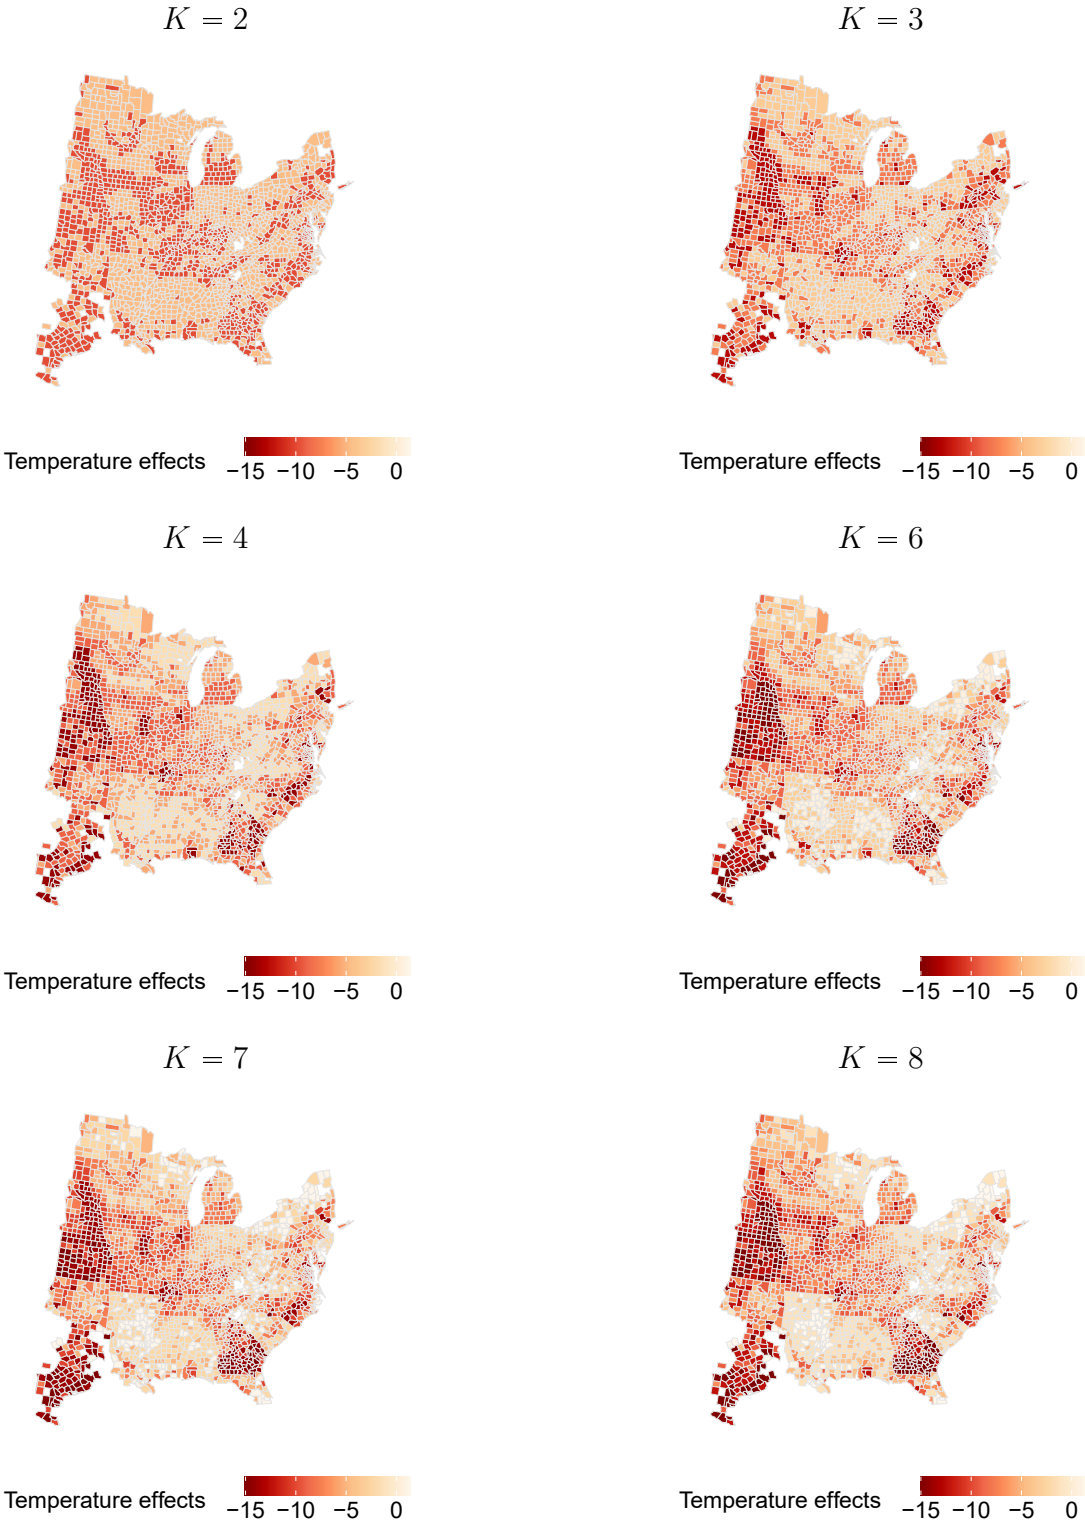 K = 2
K = 3
Temperature effects
−15 −10 −5 0
Temperature effects
−15 −10 −5 0
K = 4
K = 6
Temperature effects
−15 −10 −5 0
Temperature effects
−15 −10 −5 0
K = 7
K = 8
Temperature effects
−15 −10 −5 0
Temperature effects
−15 −10 −5 0